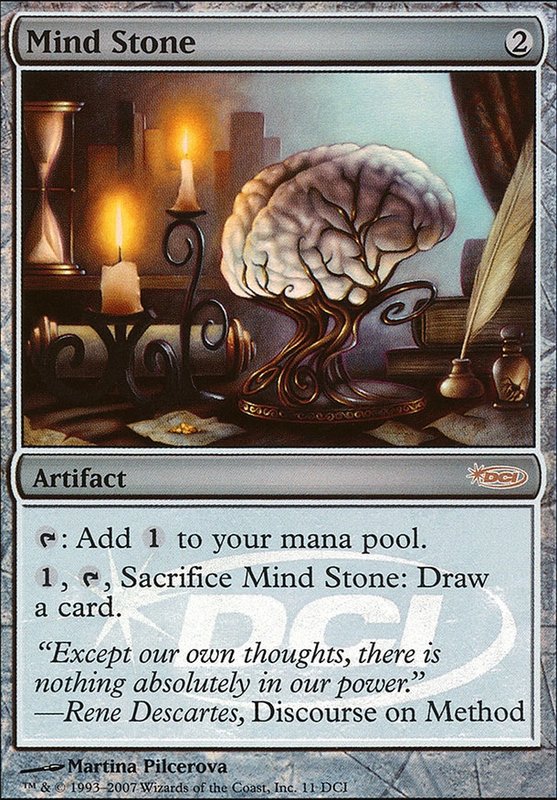 Mind Stone 2
Artifact
DCI
: Add 1 to your mana pool.
1, , Sacrifice Mind Stone: Draw
a card.
DCI
“Except our own thoughts, there is
nothing absolutely in our power.”
—Rene Descartes, Discourse on Method
Martina Pilcerova
™ & © 1993–2007 Wizards of the Coast, Inc. 11 DCI